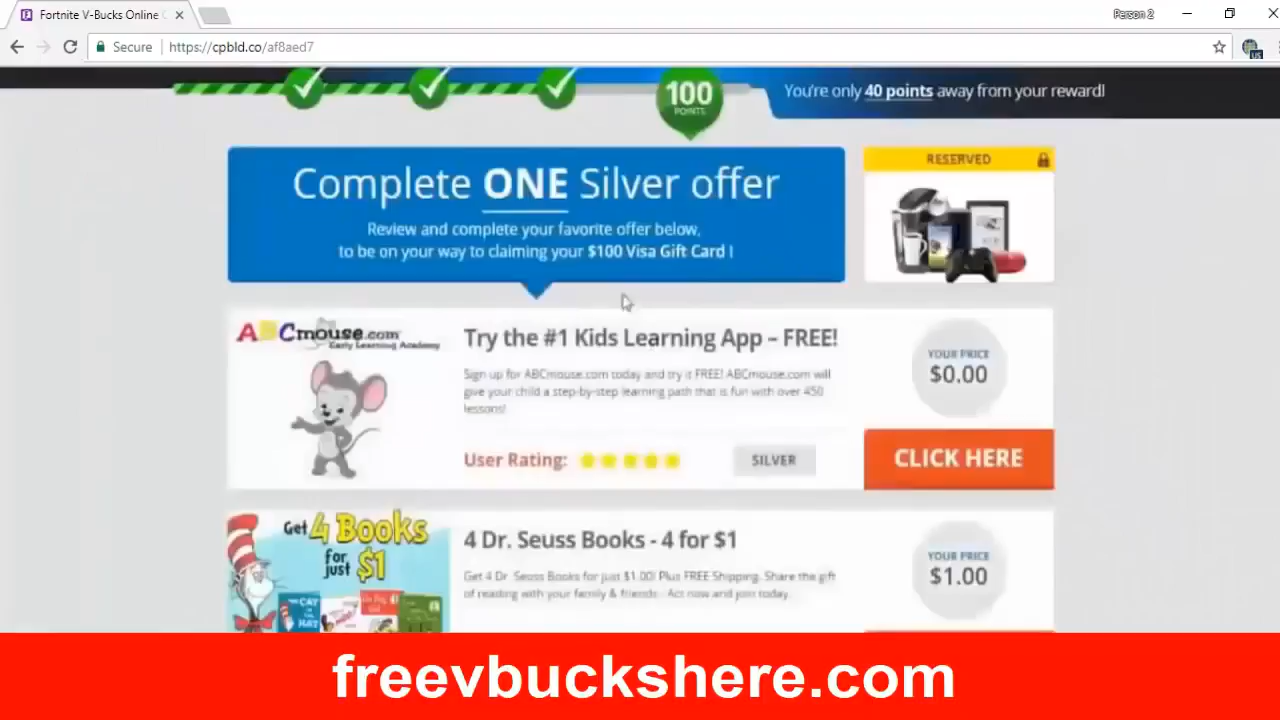 Fortnite V-Bucks Online
Person 2
Secure
https://cpbld.co/af8aed7
US
100
POINTS
You're only 40 points away from your reward!
Complete ONE Silver offer
Review and complete your favorite offer below,
to be on your way to claiming your $100 Visa Gift Card !
RESERVED
ABCmouse.com
Early Learning Academy
Try the #1 Kids Learning App – FREE!
Sign up for ABCmouse.com today and try it FREE! ABCmouse.com will
give your child a step-by-step learning path that is fun with over 450
lessons!
User Rating:
SILVER
YOUR PRICE
$0.00
CLICK HERE
Get 4 Books
for just $1
THE CAT
IN THE
HAT
4 Dr. Seuss Books - 4 for $1
Get 4 Dr. Seuss Books for just $1.00! Plus FREE Shipping. Share the gift
of reading with your family & friends - Act now and join today.
YOUR PRICE
$1.00
freevbuckshere.com